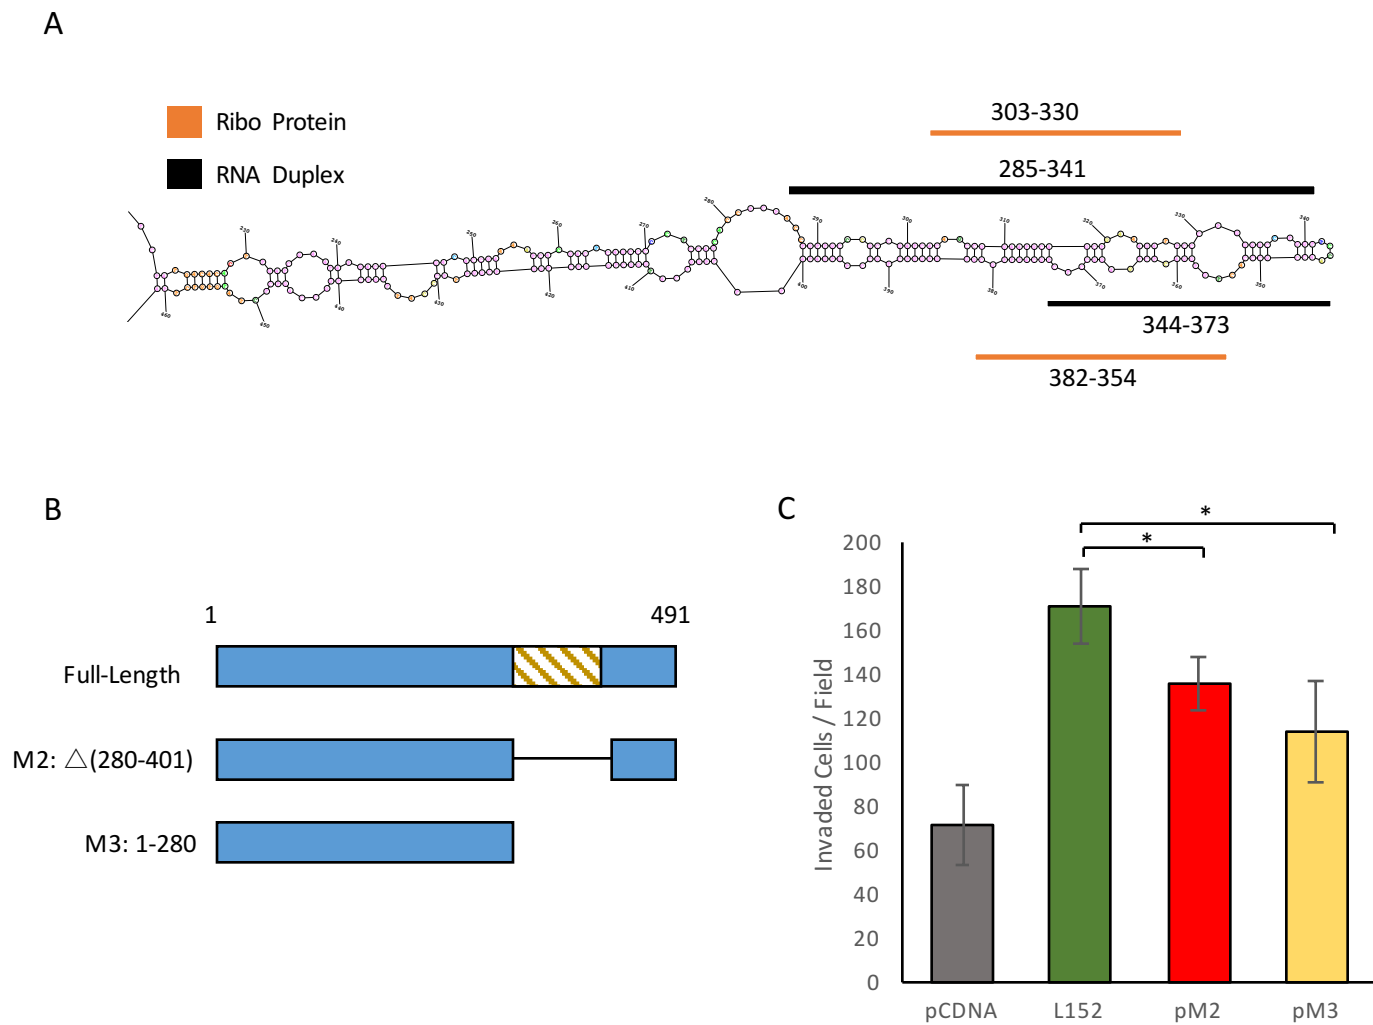 A
Ribo Protein
RNA Duplex
303-330
285-341
344-373
382-354
B
1 491
Full-Length
M2: △(280-401)
M3: 1-280
C
* 
*
Invaded Cells / Field
200
180
160
140
120
100
80
60
40
20
0
pCDNA L152 pM2 pM3